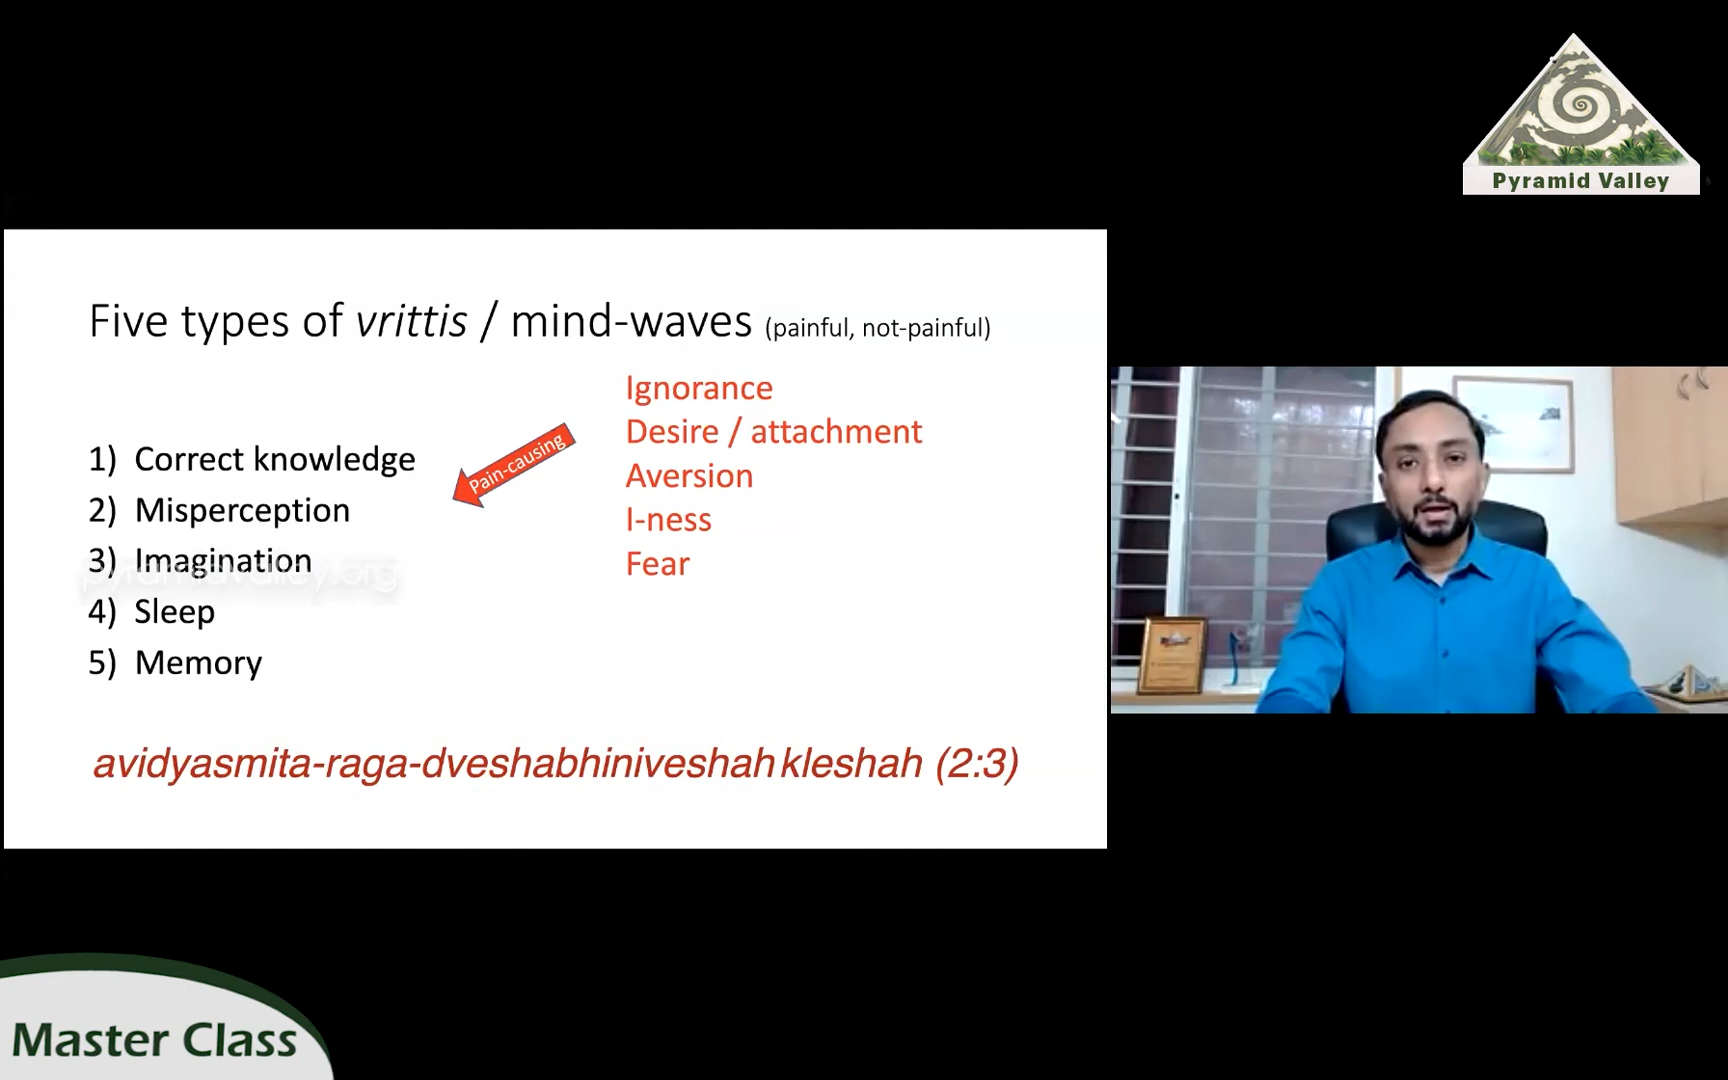 Pyramid Valley
Five types of vrittis / mind-waves (painful, not-painful)
Ignorance
Desire / attachment
Aversion
I-ness
Fear
Pain-causing
1) Correct knowledge
2) Misperception
3) Imagination
pyramidvalley.org
4) Sleep
5) Memory
avidyasmita-raga-dveshabhiniveshah kleshah (2:3)
Master Class